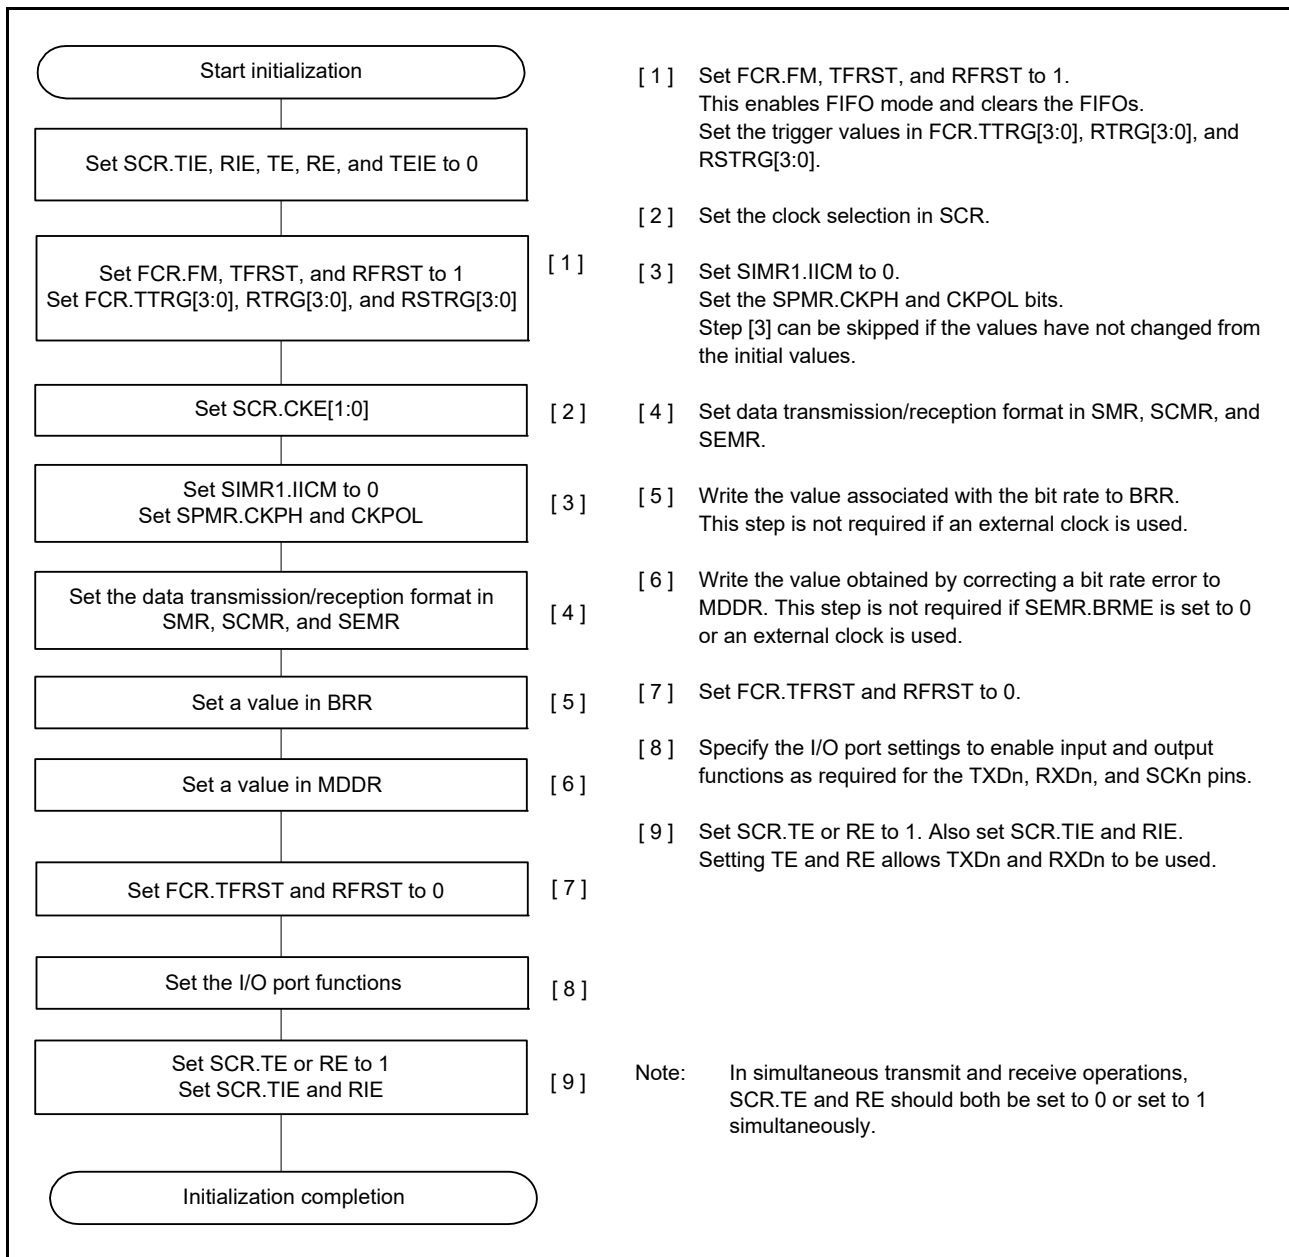 Start initialization
Set SCR.TIE, RIE, TE, RE, and TEIE to 0
Set FCR.FM, TFRST, and RFRST to 1
Set FCR.TTRG[3:0], RTRG[3:0], and RSTRG[3:0]
[ 1 ]
Set SCR.CKE[1:0]
[ 2 ]
Set SIMR1.IICM to 0
Set SPMR.CKPH and CKPOL
[ 3 ]
Set the data transmission/reception format in
SMR, SCMR, and SEMR
[ 4 ]
Set a value in BRR
[ 5 ]
Set a value in MDDR
[ 6 ]
Set FCR.TFRST and RFRST to 0
[ 7 ]
Set the I/O port functions
[ 8 ]
Set SCR.TE or RE to 1
Set SCR.TIE and RIE
[ 9 ]
Initialization completion
[ 1 ] Set FCR.FM, TFRST, and RFRST to 1.
This enables FIFO mode and clears the FIFOs.
Set the trigger values in FCR.TTRG[3:0], RTRG[3:0], and
RSTRG[3:0].
[ 2 ] Set the clock selection in SCR.
[ 3 ] Set SIMR1.IICM to 0.
Set the SPMR.CKPH and CKPOL bits.
Step [3] can be skipped if the values have not changed from
the initial values.
[ 4 ] Set data transmission/reception format in SMR, SCMR, and
SEMR.
[ 5 ] Write the value associated with the bit rate to BRR.
This step is not required if an external clock is used.
[ 6 ] Write the value obtained by correcting a bit rate error to
MDDR. This step is not required if SEMR.BRME is set to 0
or an external clock is used.
[ 7 ] Set FCR.TFRST and RFRST to 0.
[ 8 ] Specify the I/O port settings to enable input and output
functions as required for the TXDn, RXDn, and SCKn pins.
[ 9 ] Set SCR.TE or RE to 1. Also set SCR.TIE and RIE.
Setting TE and RE allows TXDn and RXDn to be used.
Note: In simultaneous transmit and receive operations,
SCR.TE and RE should both be set to 0 or set to 1
simultaneously.